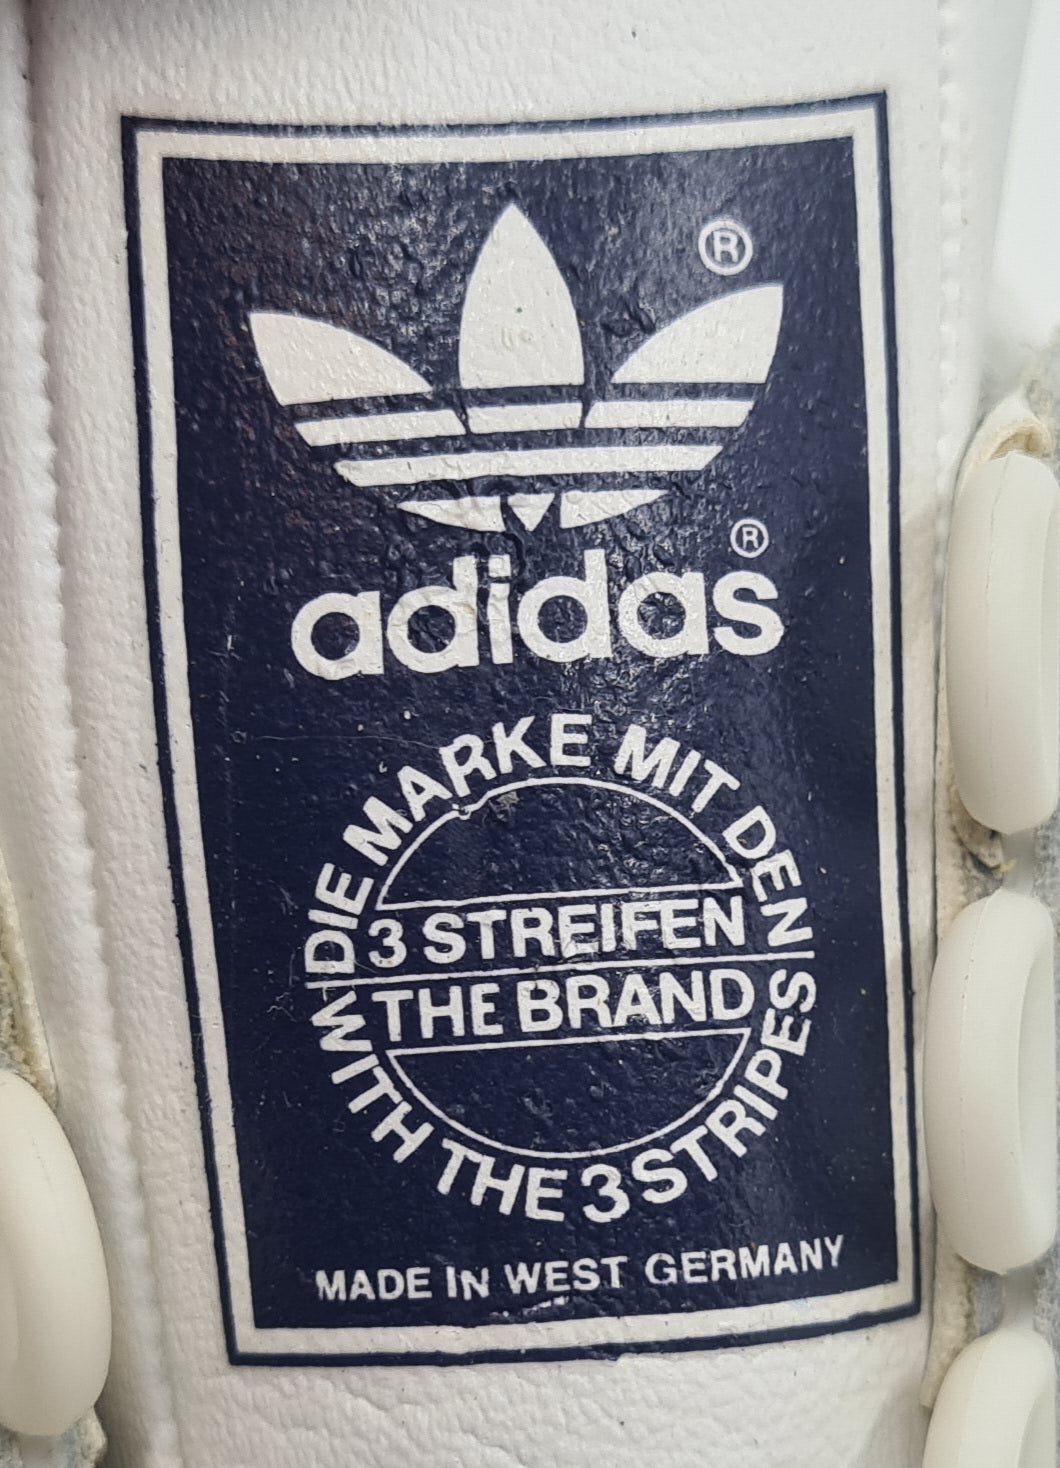 ®
adidas®
DIE MARKE MIT DEN
3 STREIFEN
THE BRAND
WITH THE 3 STRIPES
MADE IN WEST GERMANY